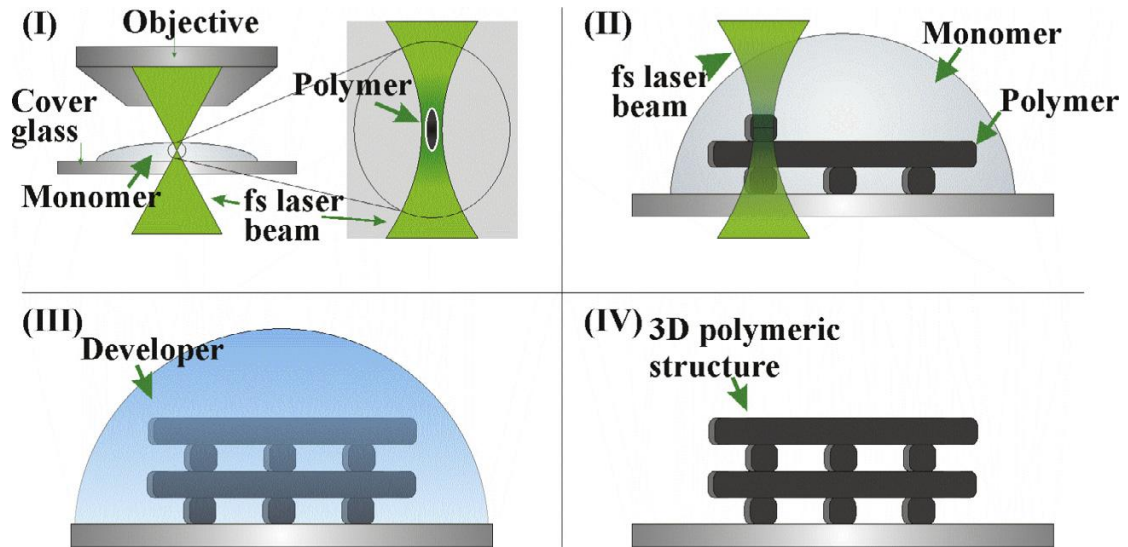 (I)
Objective
Cover
glass
Monomer
Polymer
fs laser
beam
(II)
fs laser
beam
Monomer
Polymer
(III)
Developer
(IV)
3D polymeric
structure